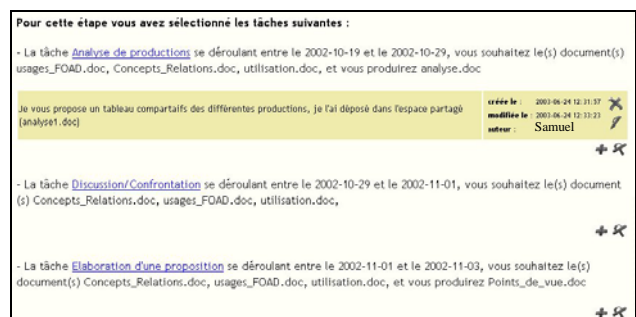 Pour cette étape vous avez sélectionné les tâches suivantes :
- La tâche Analyse de productions se déroulant entre le 2002-10-19 et le 2002-10-29, vous souhaitez le(s) document(s)
usages_FOAD.doc, Concepts_Relations.doc, utilisation.doc, et vous produirez analyse.doc
Je vous propose un tableau compartaifs des différentes productions, je l'ai déposé dans l'espace partagé
(analyse1.doc)
créée le : 2003-06-24 12:31:57
modifiée le : 2003-06-24 12:33:23
auteur : Samuel
- La tâche Discussion/Confrontation se déroulant entre le 2002-10-29 et le 2002-11-01, vous souhaitez le(s) document
(s) Concepts_Relations.doc, usages_FOAD.doc, utilisation.doc,
- La tâche Elaboration d'une proposition se déroulant entre le 2002-11-01 et le 2002-11-03, vous souhaitez le(s)
document(s) Concepts_Relations.doc, usages_FOAD.doc, utilisation.doc, et vous produirez Points_de_vue.doc